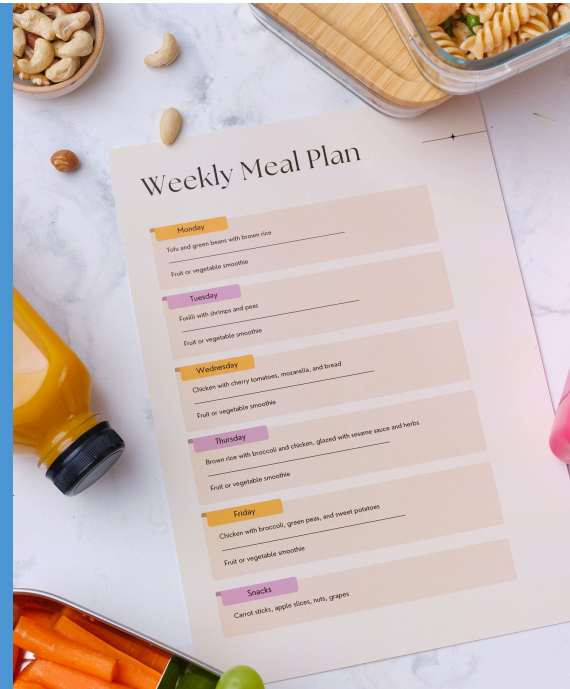 Weekly Meal Plan
Monday
Tofu and green beans with brown rice
Fruit or vegetable smoothie
Tuesday
Fusilli with shrimps and peas
Fruit or vegetable smoothie
Wednesday
Chicken with cherry tomatoes, mozarella, and bread
Fruit or vegetable smoothie
Thursday
Brown rice with broccoli and chicken, glazed with sesame sauce and herbs
Fruit or vegetable smoothie
Friday
Chicken with broccoli, green peas, and sweet potatoes
Fruit or vegetable smoothie
Snacks
Carrot sticks, apple slices, nuts, grapes